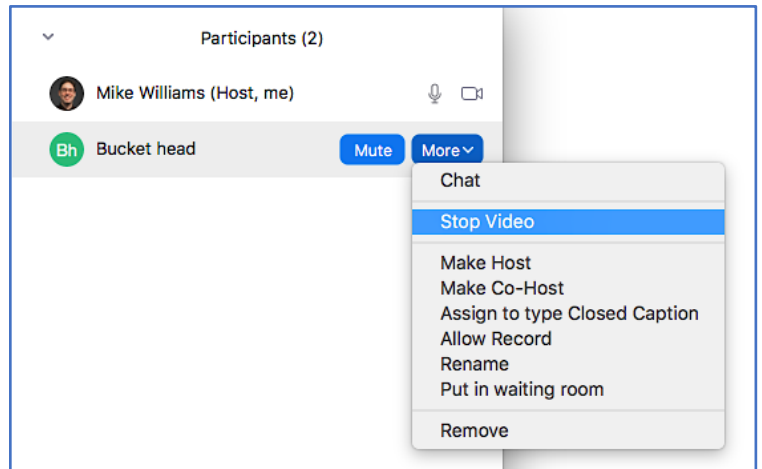 Participants (2)
Mike Williams (Host, me)
Bh Bucket head Mute More
Chat
Stop Video
Make Host
Make Co-Host
Assign to type Closed Caption
Allow Record
Rename
Put in waiting room
Remove